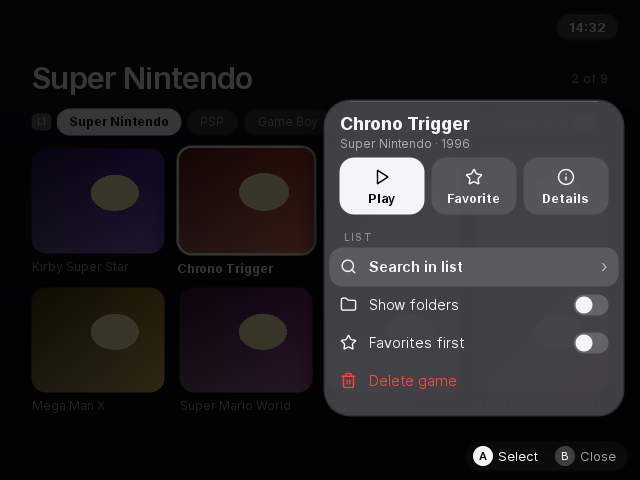 14:32
Super Nintendo
2 of 9
L1 Super Nintendo PSP Game Boy
Chrono Trigger
Super Nintendo · 1996
Play Favorite Details
LIST
Search in list
Show folders
Favorites first
Delete game
Kirby Super Star Chrono Trigger
Mega Man X Super Mario World
A Select B Close